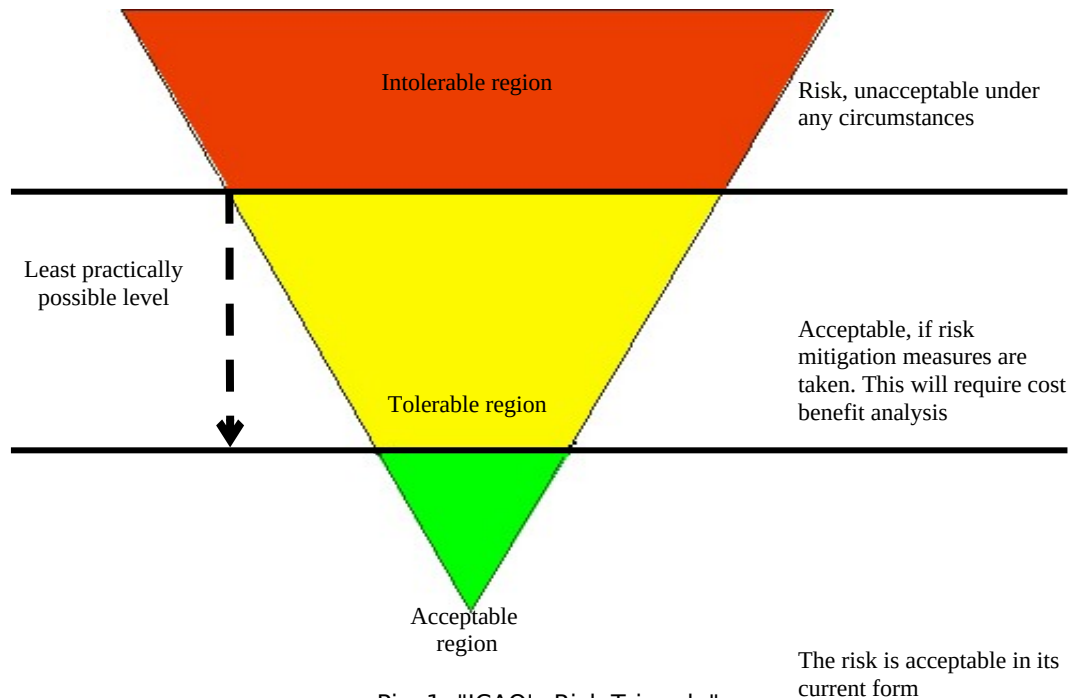 Intolerable region
Risk, unacceptable under
any circumstances
Least practically
possible level
Acceptable, if risk
mitigation measures are
taken. This will require cost
benefit analysis
Tolerable region
Acceptable
region
The risk is acceptable in its
current form